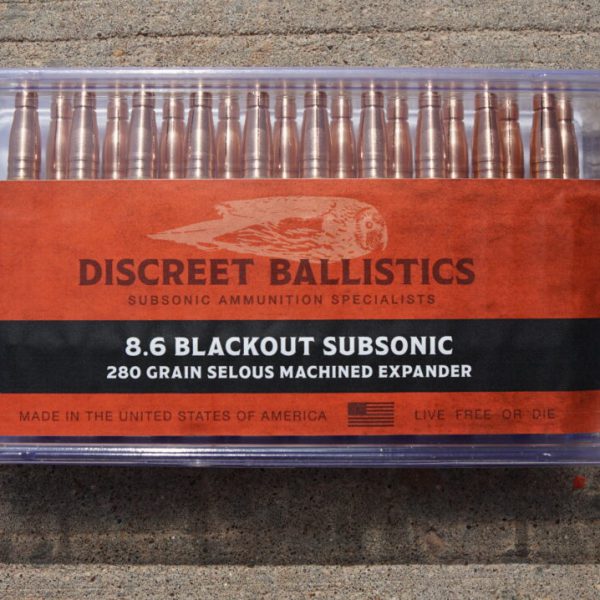 DISCREET BALLISTICS
SUBSONIC AMMUNITION SPECIALISTS
8.6 BLACKOUT SUBSONIC
280 GRAIN SELOUS MACHINED EXPANDER
MADE IN THE UNITED STATES OF AMERICA LIVE FREE OR DIE